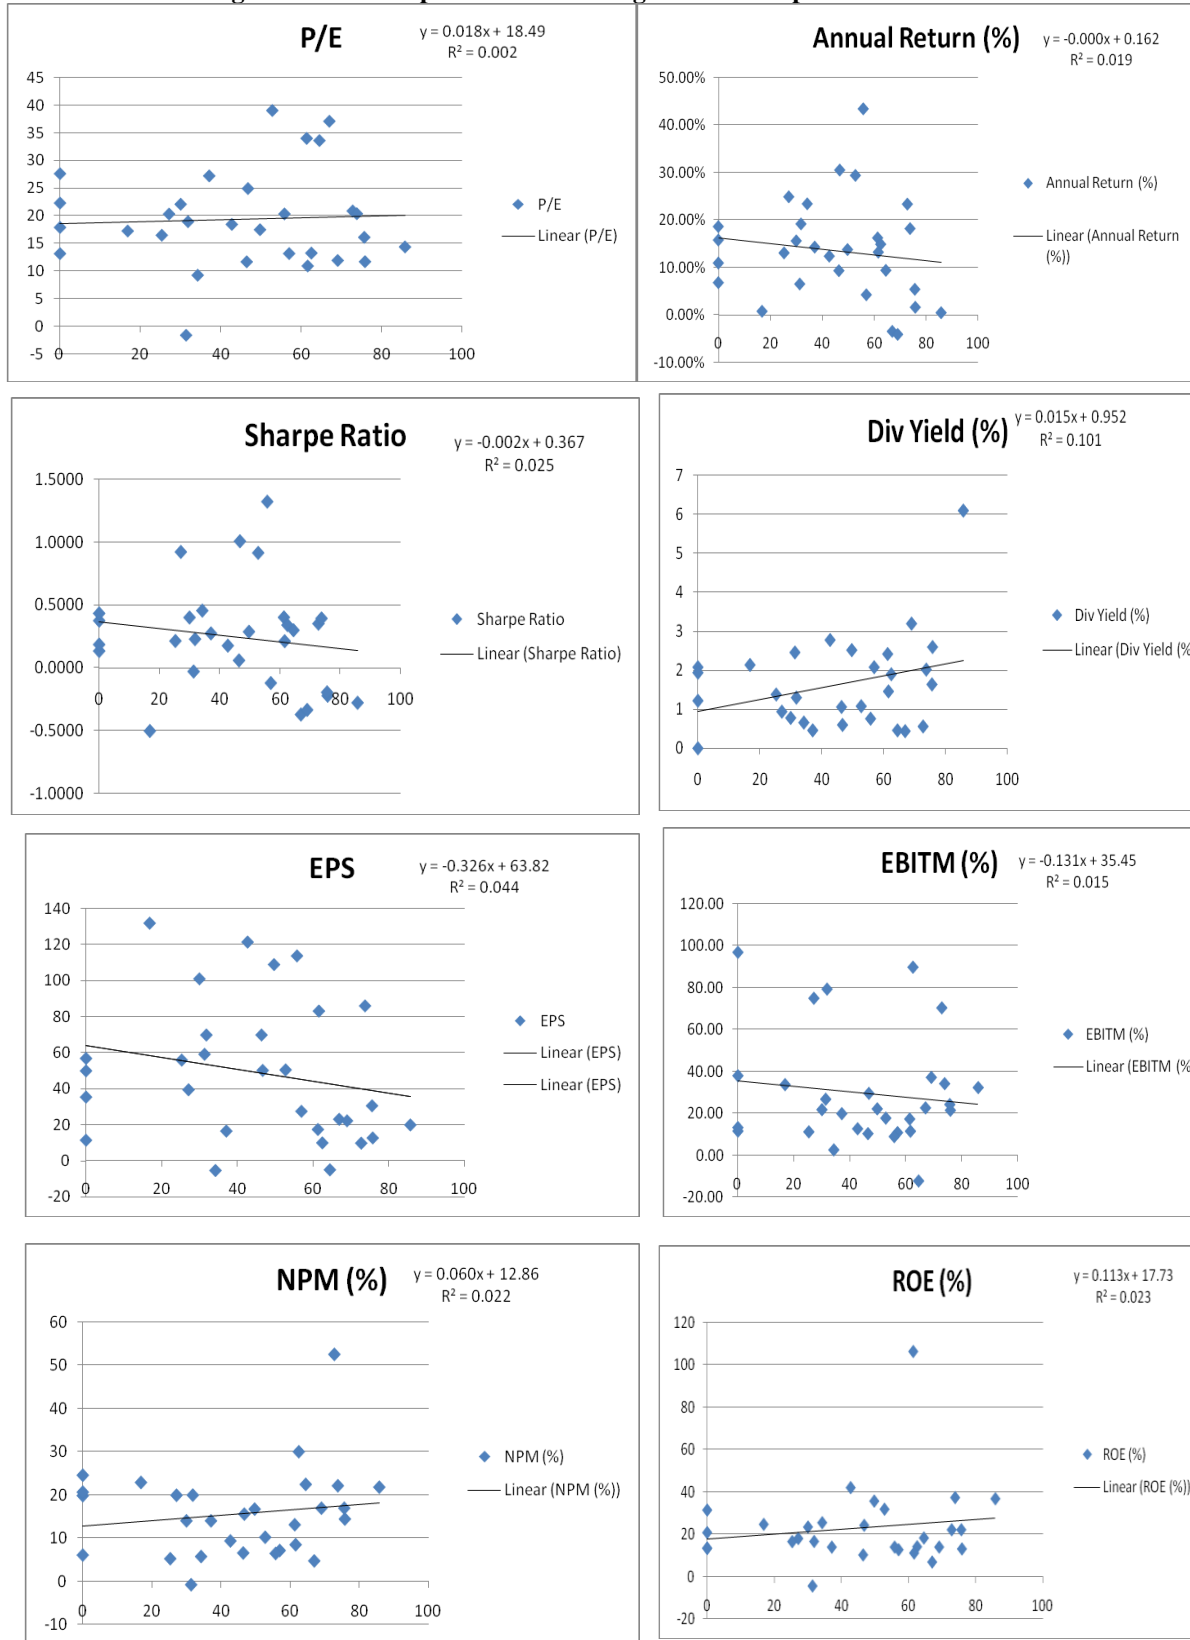 P/E
y = 0.018x + 18.49
R² = 0.002
45
40
35
30
25
20
15
10
5
0
-5
0 20 40 60 80 100
P/E
Linear (P/E)
Annual Return (%)
y = -0.000x + 0.162
R² = 0.019
50.00%
40.00%
30.00%
20.00%
10.00%
0.00%
-10.00%
0 20 40 60 80 100
Annual Return (%)
Linear (Annual Return
(%))
Sharpe Ratio
y = -0.002x + 0.367
R² = 0.025
1.5000
1.0000
0.5000
0.0000
-0.5000
-1.0000
0 20 40 60 80 100
Sharpe Ratio
Linear (Sharpe Ratio)
Div Yield (%)
y = 0.015x + 0.952
R² = 0.101
7
6
5
4
3
2
1
0
0 20 40 60 80 100
Div Yield (%)
Linear (Div Yield (%
EPS
y = -0.326x + 63.82
R² = 0.044
140
120
100
80
60
40
20
0
-20
0 20 40 60 80 100
EPS
Linear (EPS)
Linear (EPS)
EBITM (%)
y = -0.131x + 35.45
R² = 0.015
120.00
100.00
80.00
60.00
40.00
20.00
0.00
-20.00
0 20 40 60 80 100
EBITM (%)
Linear (EBITM (%
NPM (%)
y = 0.060x + 12.86
R² = 0.022
60
50
40
30
20
10
0
-10
0 20 40 60 80 100
NPM (%)
Linear (NPM (%))
ROE (%)
y = 0.113x + 17.73
R² = 0.023
120
100
80
60
40
20
0
-20
0 20 40 60 80 100
ROE (%)
Linear (ROE (%))